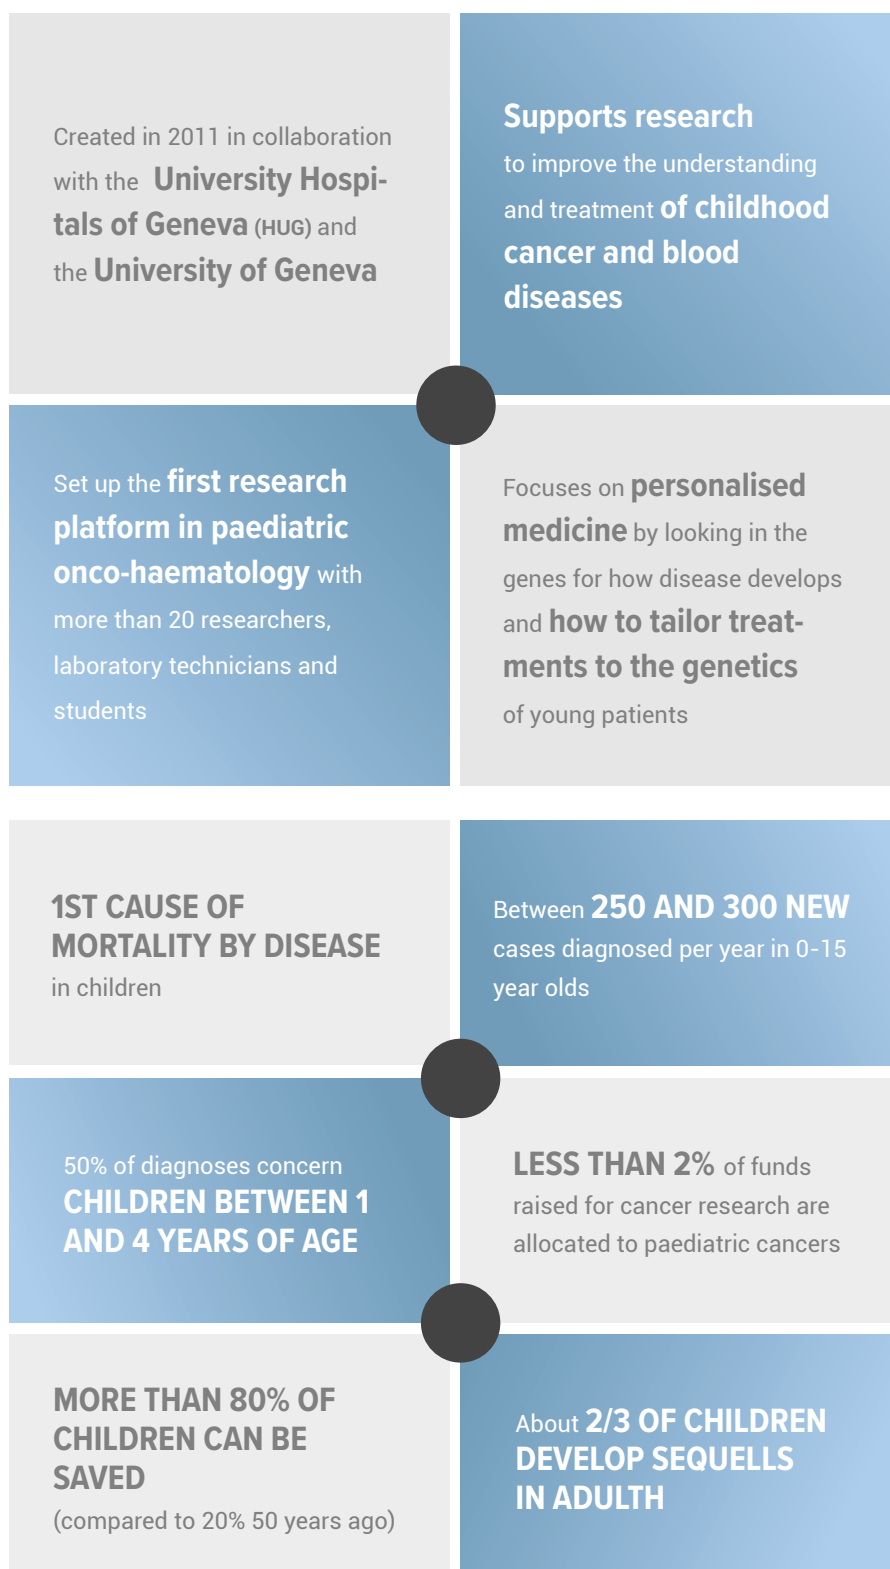 Created in 2011 in collaboration
with the University Hospi-
tals of Geneva (HUG) and
the University of Geneva
Supports research
to improve the understanding
and treatment of childhood
cancer and blood
diseases
Set up the first research
platform in paediatric
onco-haematology with
more than 20 researchers,
laboratory technicians and
students
Focuses on personalised
medicine by looking in the
genes for how disease develops
and how to tailor treat-
ments to the genetics
of young patients
1ST CAUSE OF
MORTALITY BY DISEASE
in children
Between 250 AND 300 NEW
cases diagnosed per year in 0-15
year olds
50% of diagnoses concern
CHILDREN BETWEEN 1
AND 4 YEARS OF AGE
LESS THAN 2% of funds
raised for cancer research are
allocated to paediatric cancers
MORE THAN 80% OF
CHILDREN CAN BE
SAVED
(compared to 20% 50 years ago)
About 2/3 OF CHILDREN
DEVELOP SEQUELLS
IN ADULTH